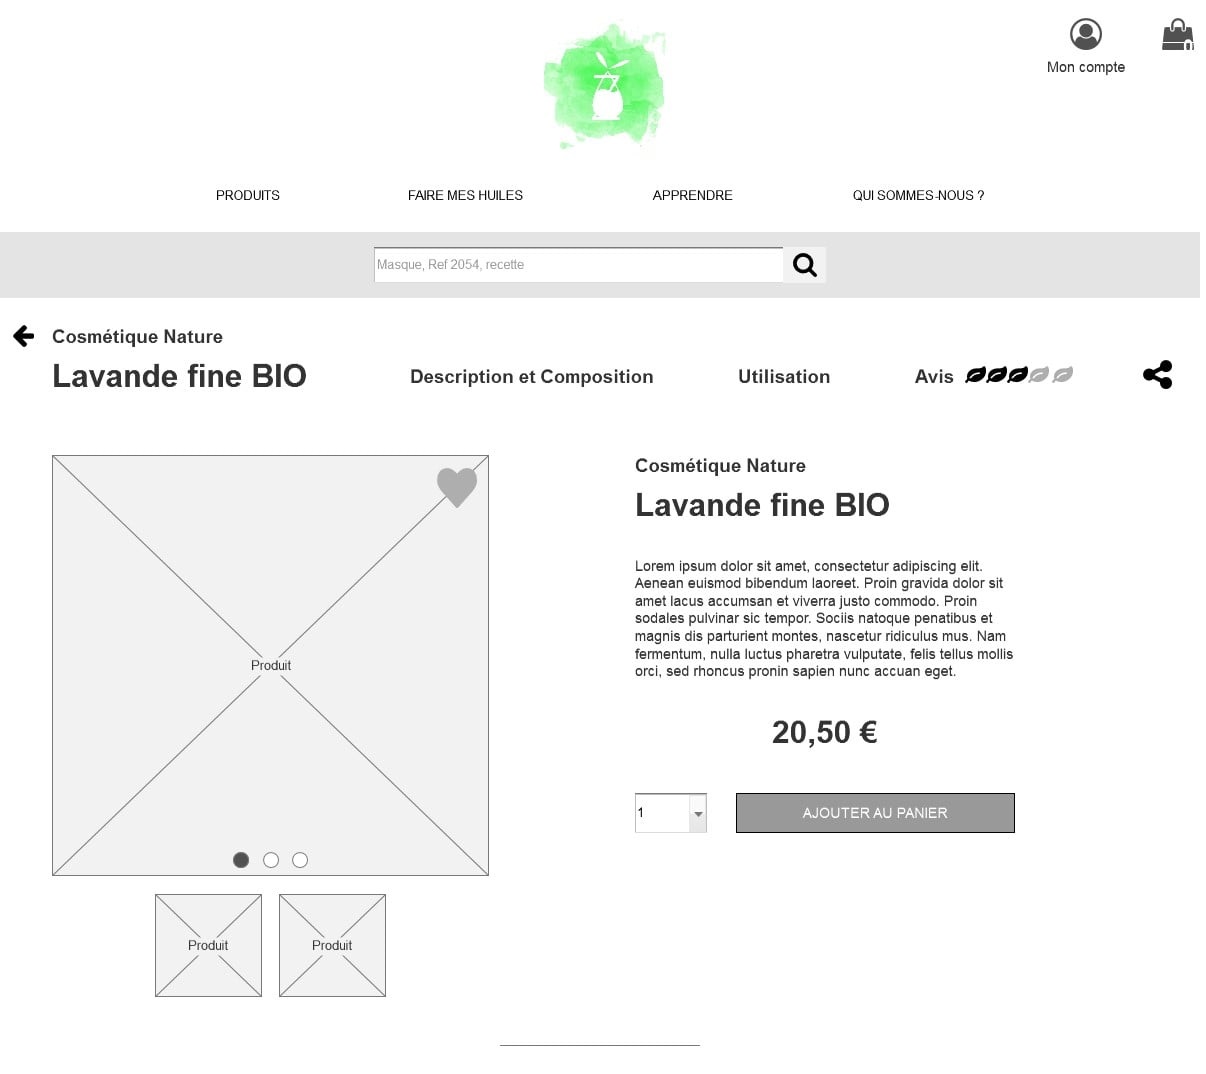 Mon compte
PRODUITS
FAIRE MES HUILES
APPRENDRE
QUI SOMMES-NOUS ?
Masque, Ref 2054, recette
Cosmétique Nature
Lavande fine BIO
Description et Composition
Utilisation
Avis
Produit
Produit
Produit
Cosmétique Nature
Lavande fine BIO
Lorem ipsum dolor sit amet, consectetur adipiscing elit.
Aenean euismod bibendum laoreet. Proin gravida dolor sit
amet lacus accumsan et viverra justo commodo. Proin
sodales pulvinar sic tempor. Sociis natoque penatibus et
magnis dis parturient montes, nascetur ridiculus mus. Nam
fermentum, nulla luctus pharetra vulputate, felis tellus mollis
orci, sed rhoncus pronin sapien nunc accuan eget.
20,50 €
1
AJOUTER AU PANIER